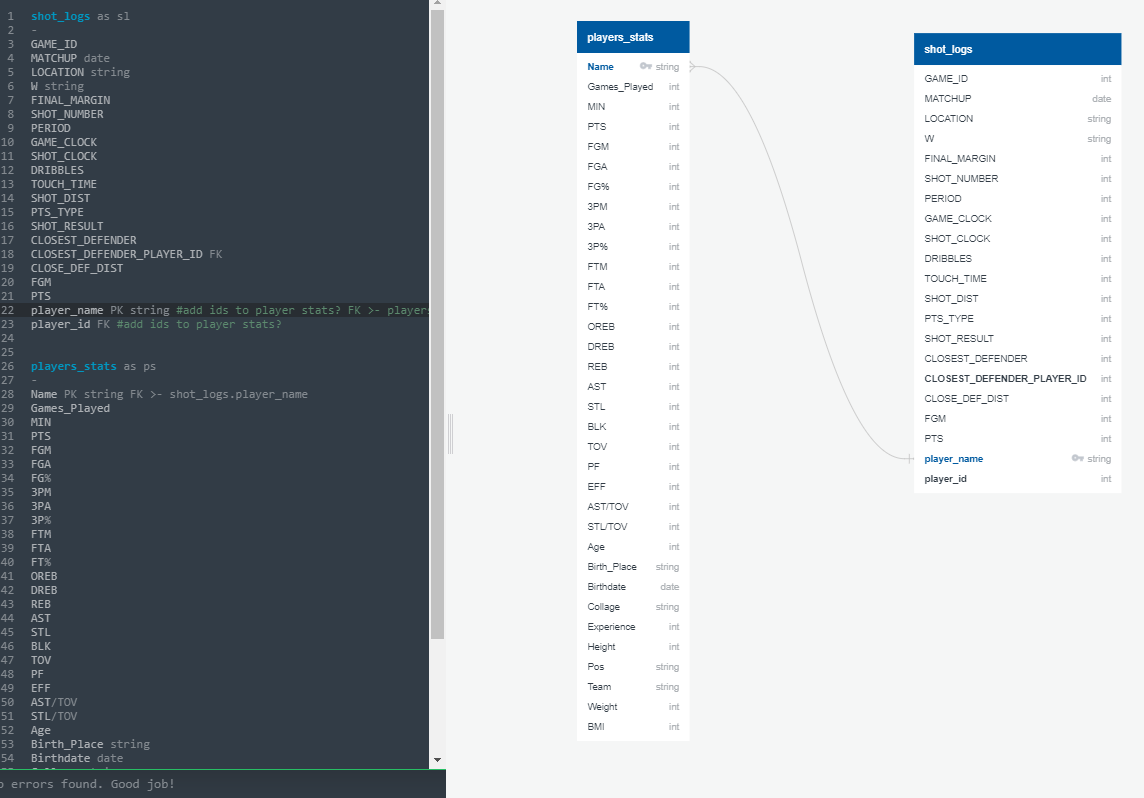 1 shot_logs as sl
2 -
3 GAME_ID
4 MATCHUP date
5 LOCATION string
6 W string
7 FINAL_MARGIN
8 SHOT_NUMBER
9 PERIOD
10 GAME_CLOCK
11 SHOT_CLOCK
12 DRIBBLES
13 TOUCH_TIME
14 SHOT_DIST
15 PTS_TYPE
16 SHOT_RESULT
17 CLOSEST_DEFENDER
18 CLOSEST_DEFENDER_PLAYER_ID FK
19 CLOSE_DEF_DIST
20 FGM
21 PTS
22 player_name PK string #add ids to player stats? FK >- players
23 player_id FK #add ids to player stats?
24
25
26 players_stats as ps
27 -
28 Name PK string FK >- shot_logs.player_name
29 Games_Played
30 MIN
31 PTS
32 FGM
33 FGA
34 FG%
35 3PM
36 3PA
37 3P%
38 FTM
39 FTA
40 FT%
41 OREB
42 DREB
43 REB
44 AST
45 STL
46 BLK
47 TOV
48 PF
49 EFF
50 AST/TOV
51 STL/TOV
52 Age
53 Birth_Place string
54 Birthdate date
errors found. Good job!
players_stats
Name string
Games_Played int
MIN int
PTS int
FGM int
FGA int
FG% int
3PM int
3PA int
3P% int
FTM int
FTA int
FT% int
OREB int
DREB int
REB int
AST int
STL int
BLK int
TOV int
PF int
EFF int
AST/TOV int
STL/TOV int
Age int
Birth_Place string
Birthdate date
Collage string
Experience int
Height int
Pos string
Team string
Weight int
BMI int
shot_logs
GAME_ID int
MATCHUP date
LOCATION string
W string
FINAL_MARGIN int
SHOT_NUMBER int
PERIOD int
GAME_CLOCK int
SHOT_CLOCK int
DRIBBLES int
TOUCH_TIME int
SHOT_DIST int
PTS_TYPE int
SHOT_RESULT int
CLOSEST_DEFENDER int
CLOSEST_DEFENDER_PLAYER_ID int
CLOSE_DEF_DIST int
FGM int
PTS int
player_name string
player_id int